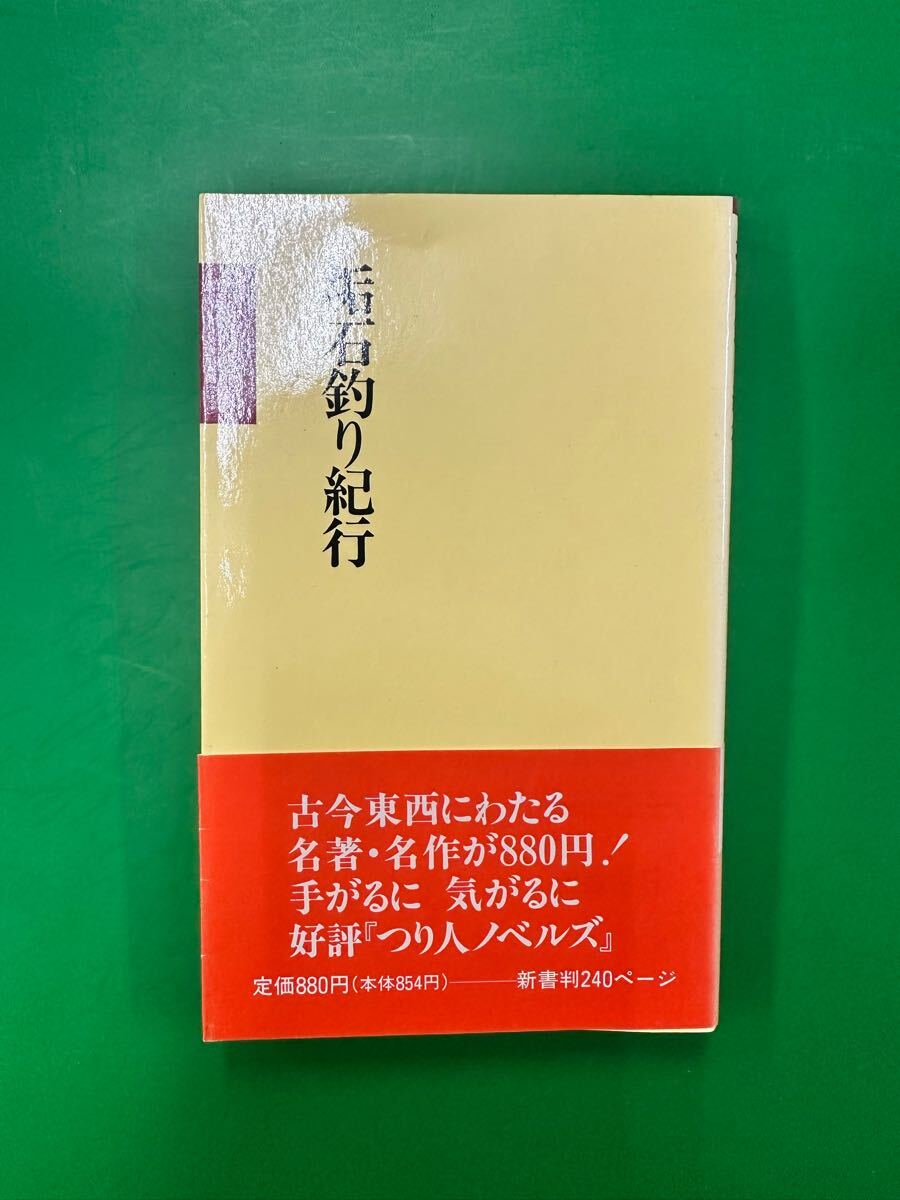 垢石釣り紀行
古今東西にわたる
名著・名作が880円!
手がるに 気がるに
好評『つり人ノベルズ』
定価880円(本体854円)――新書判240ページ